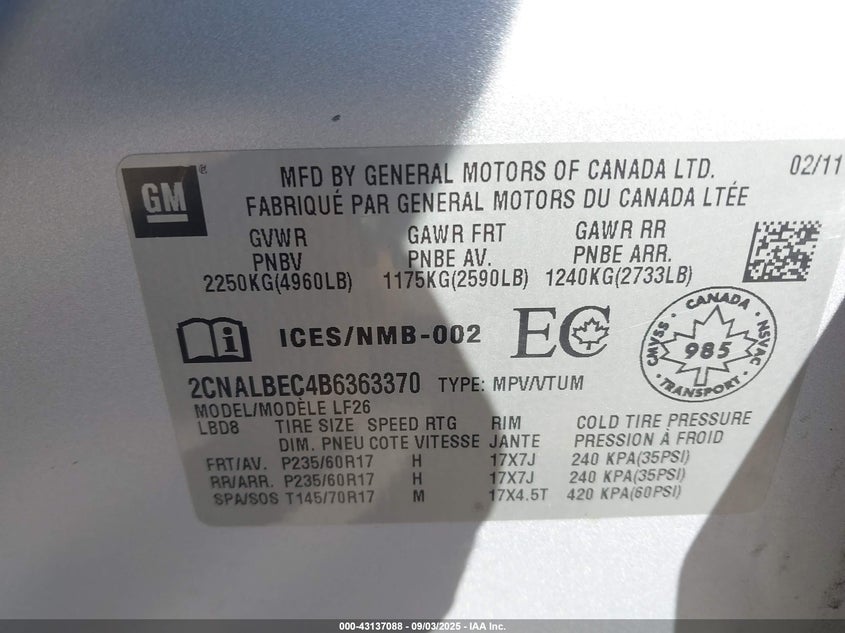 GM ®
MFD BY GENERAL MOTORS OF CANADA LTD. 02/11
FABRIQUÉ PAR GENERAL MOTORS DU CANADA LTÉE
GVWR GAWR FRT GAWR RR
PNBV PNBE AV. PNBE ARR.
2250KG(4960LB) 1175KG(2590LB) 1240KG(2733LB)
i ICES/NMB-002 EC
CANADA
CMVSS 985 NSVAC
TRANSPORT
2CNALBEC4B6363370 TYPE: MPV/VTUM
MODEL/MODÈLE LF26
LBD8 TIRE SIZE SPEED RTG RIM COLD TIRE PRESSURE
DIM. PNEU COTE VITESSE JANTE PRESSION À FROID
FRT/AV. P235/60R17 H 17X7J 240 KPA(35PSI)
RR/ARR. P235/60R17 H 17X7J 240 KPA(35PSI)
SPA/SOS T145/70R17 M 17X4.5T 420 KPA(60PSI)
000-43137088 - 09/03/2025 - IAA Inc.